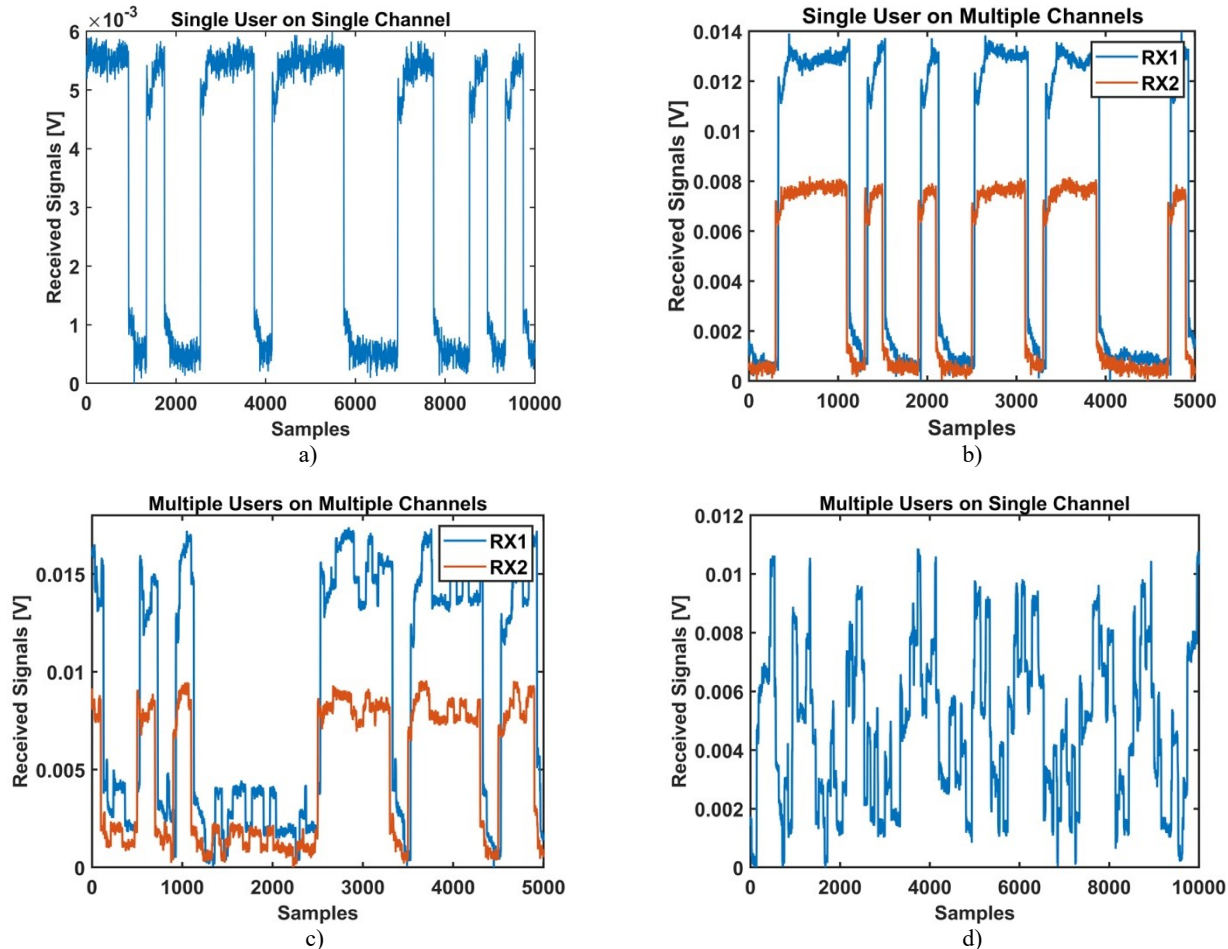 Single User on Single Channel
×10⁻³
6
5
4
3
2
1
0
Received Signals [V]
0 2000 4000 6000 8000 10000
Samples
a)
Single User on Multiple Channels
0.014
0.012
0.01
0.008
0.006
0.004
0.002
0
Received Signals [V]
RX1
RX2
0 1000 2000 3000 4000 5000
Samples
b)
Multiple Users on Multiple Channels
0.015
0.01
0.005
0
Received Signals [V]
RX1
RX2
0 1000 2000 3000 4000 5000
Samples
c)
Multiple Users on Single Channel
0.012
0.01
0.008
0.006
0.004
0.002
0
Received Signals [V]
0 2000 4000 6000 8000 10000
Samples
d)